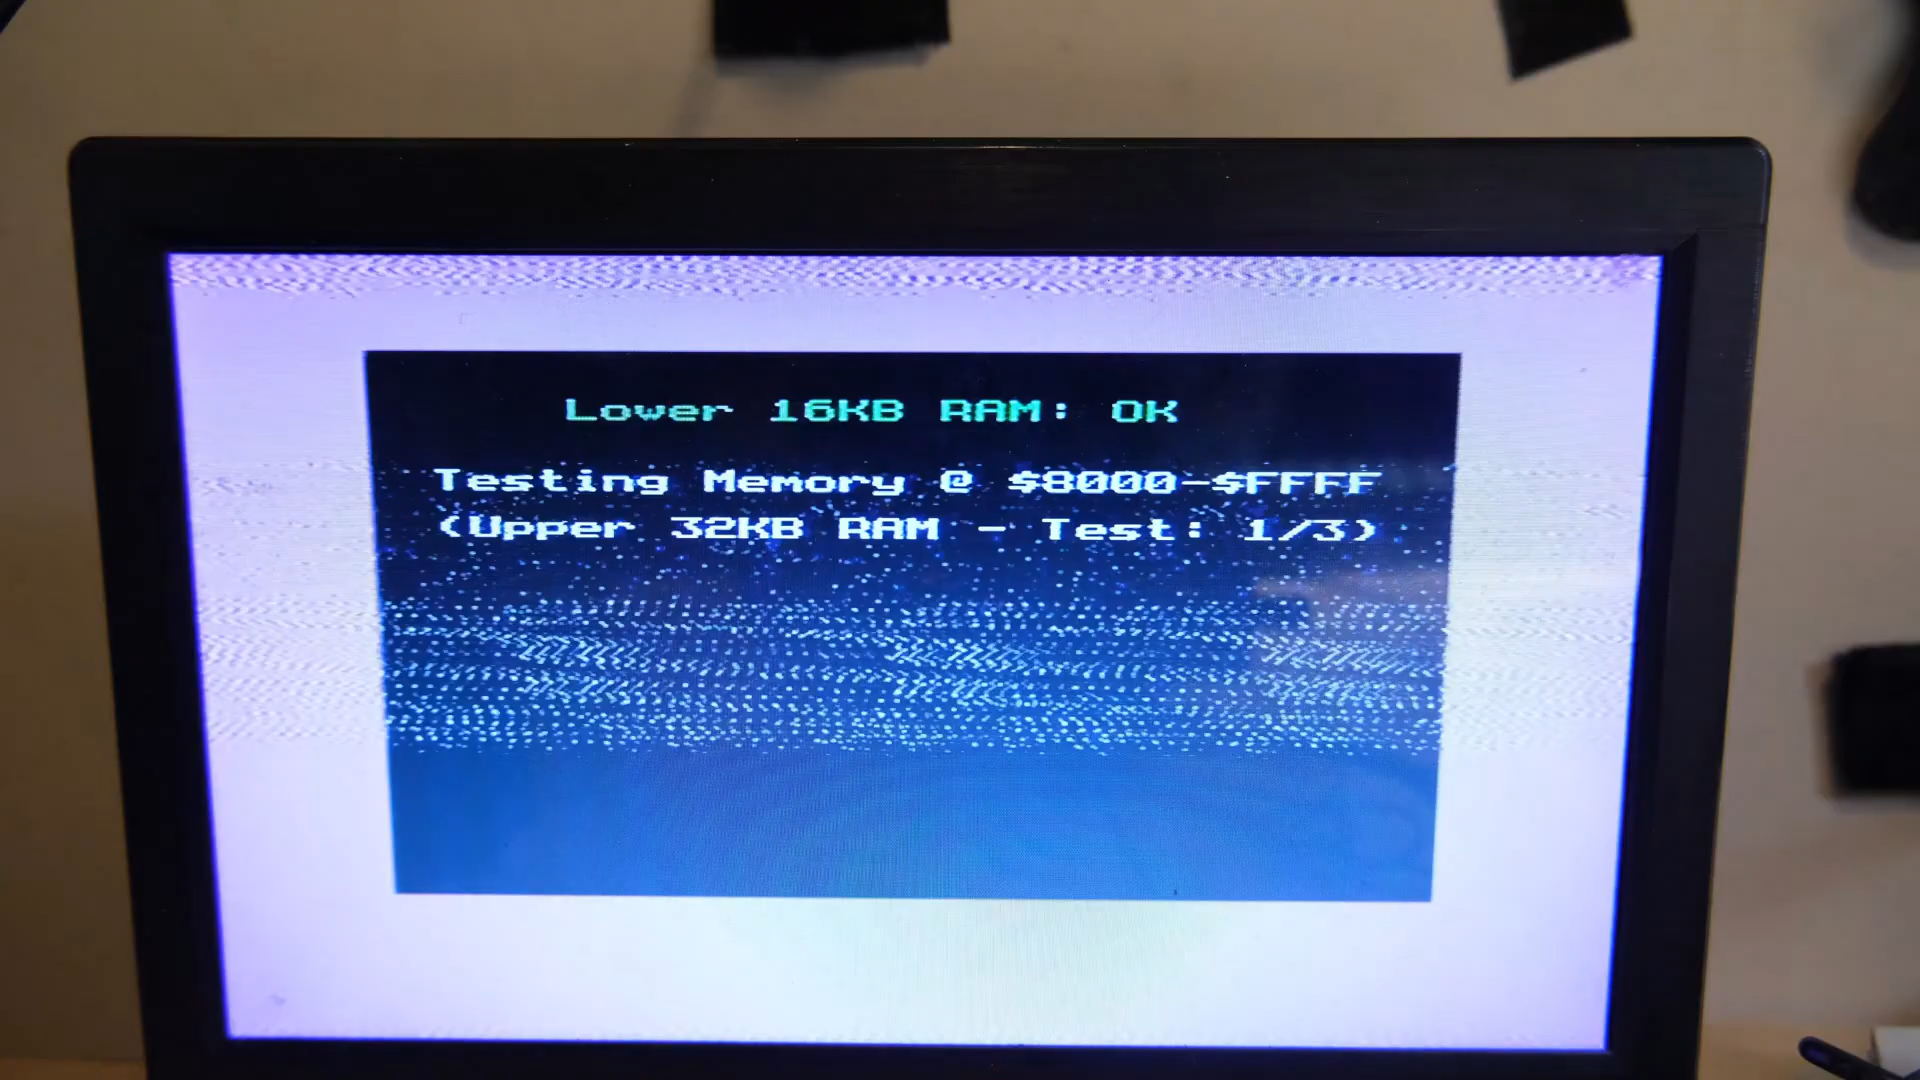 Lower 16KB RAM: OK
Testing Memory @ $8000-$FFFF
(Upper 32KB RAM - Test: 1/3)